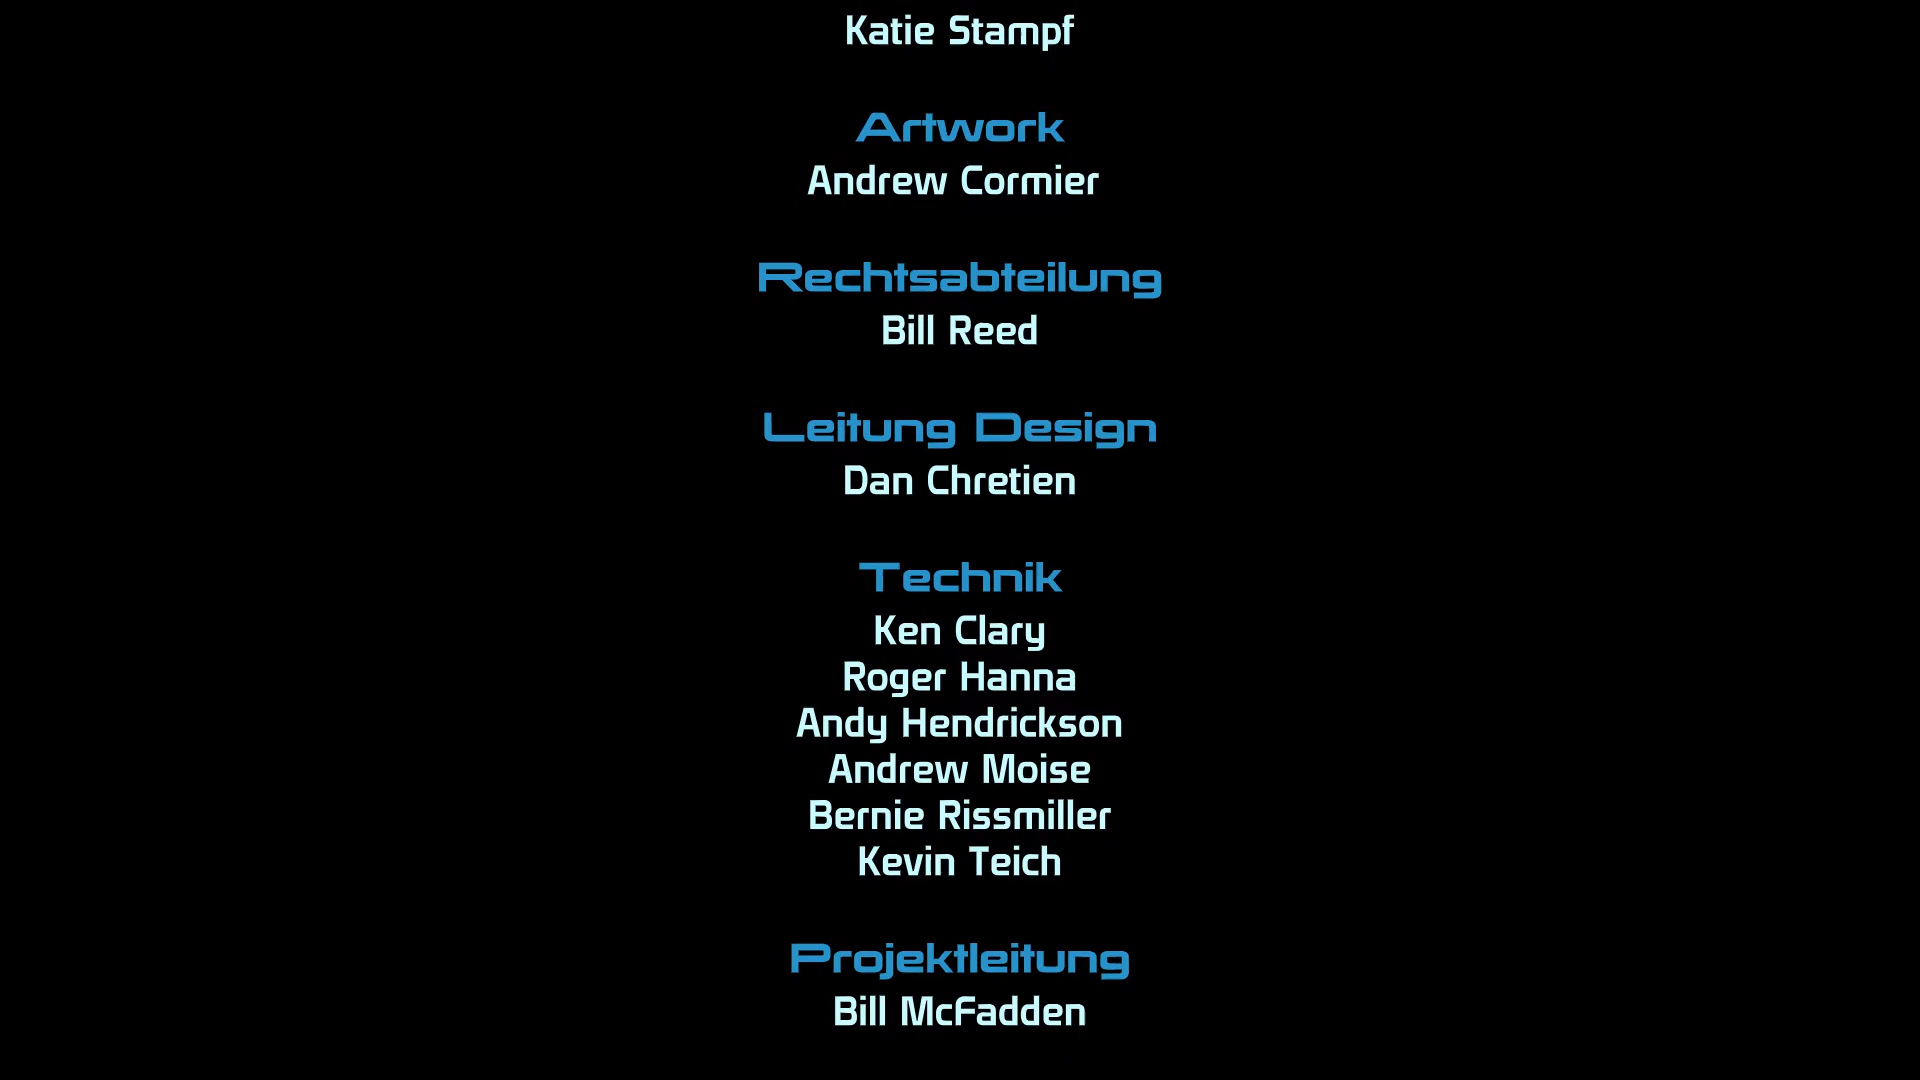 Katie Stampf
Artwork
Andrew Cormier
Rechtsabteilung
Bill Reed
Leitung Design
Dan Chretien
Technik
Ken Clary
Roger Hanna
Andy Hendrickson
Andrew Moise
Bernie Rissmiller
Kevin Teich
Projektleitung
Bill McFadden